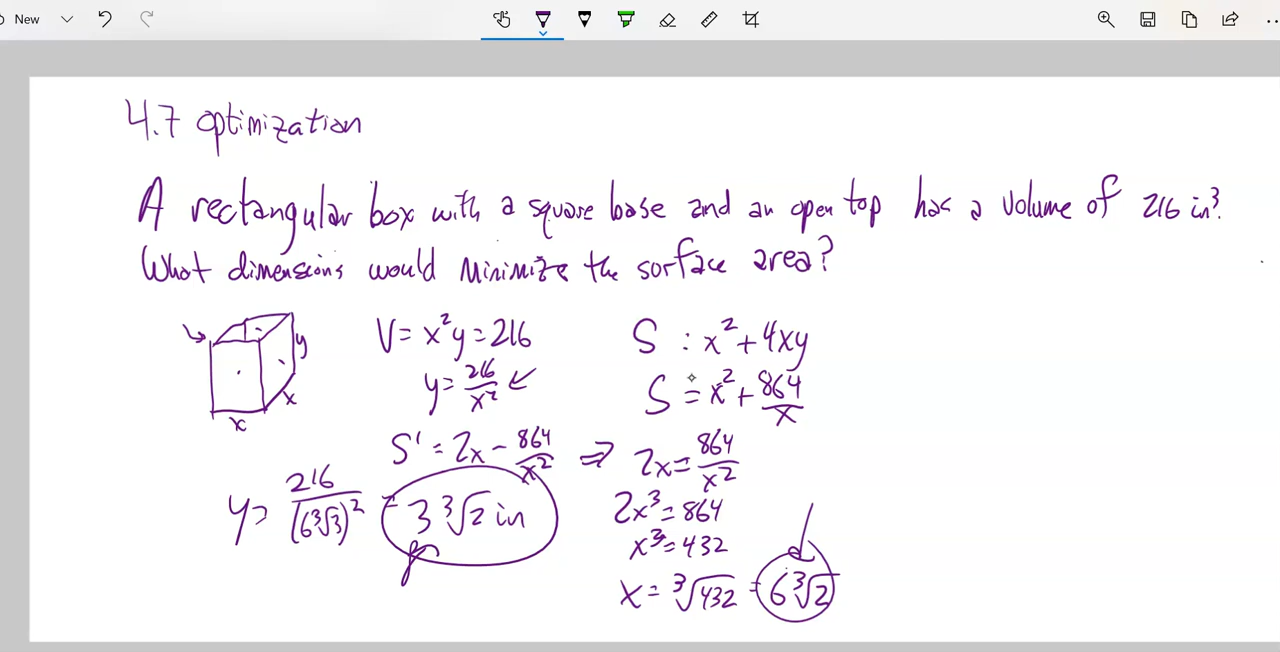 New
4.7 optimization
A rectangular box with a square base and an open top has a volume of 216 in³.
What dimensions would minimize the surface area?
y
x
x
V = x²y = 216
y = 216/x²
S : x² + 4xy
S = x² + 864/x
S' = 2x - 864/x² ⇒ 2x = 864/x²
2x³ = 864
x³ = 432
x = ∛432 = 6∛2
y = 216/(6∛3)² = 3∛2 in